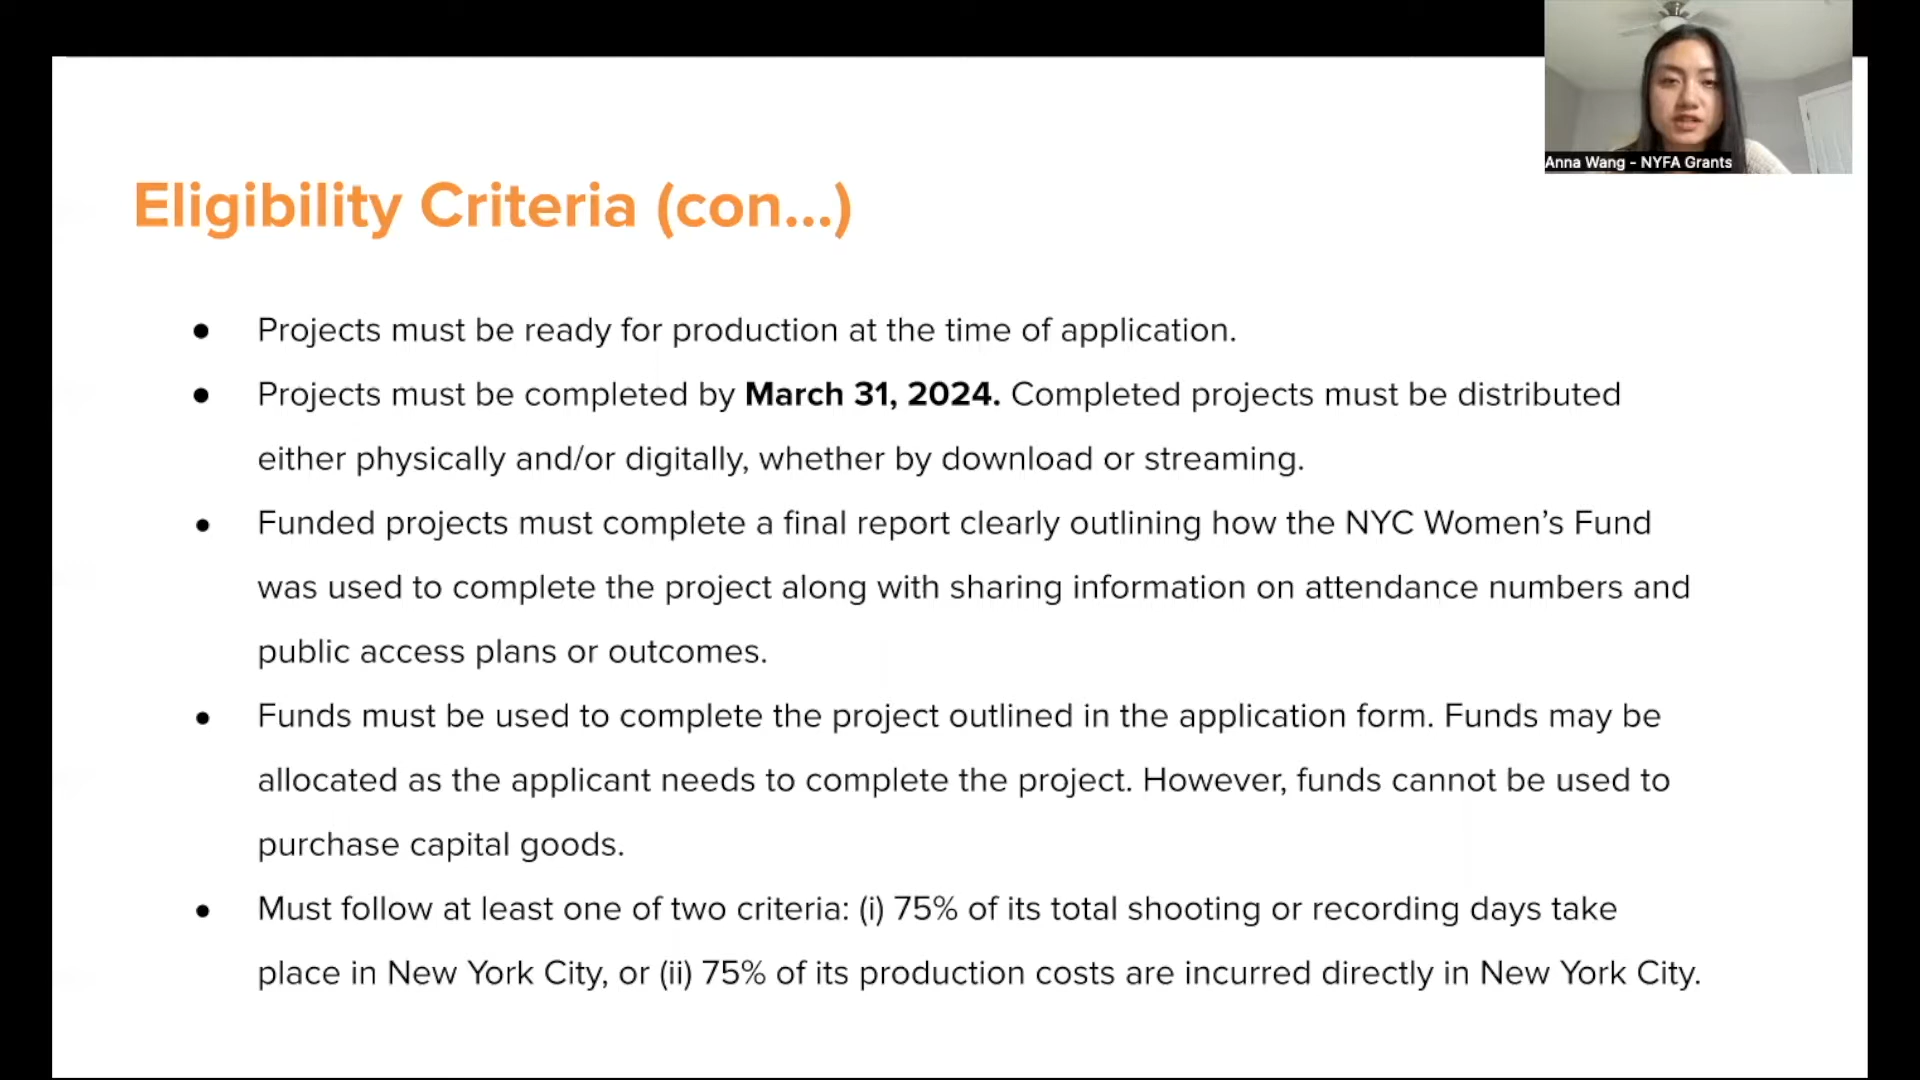 Anna Wang - NYFA Grants
Eligibility Criteria (con...)
● Projects must be ready for production at the time of application.
● Projects must be completed by March 31, 2024. Completed projects must be distributed
either physically and/or digitally, whether by download or streaming.
● Funded projects must complete a final report clearly outlining how the NYC Women’s Fund
was used to complete the project along with sharing information on attendance numbers and
public access plans or outcomes.
● Funds must be used to complete the project outlined in the application form. Funds may be
allocated as the applicant needs to complete the project. However, funds cannot be used to
purchase capital goods.
● Must follow at least one of two criteria: (i) 75% of its total shooting or recording days take
place in New York City, or (ii) 75% of its production costs are incurred directly in New York City.